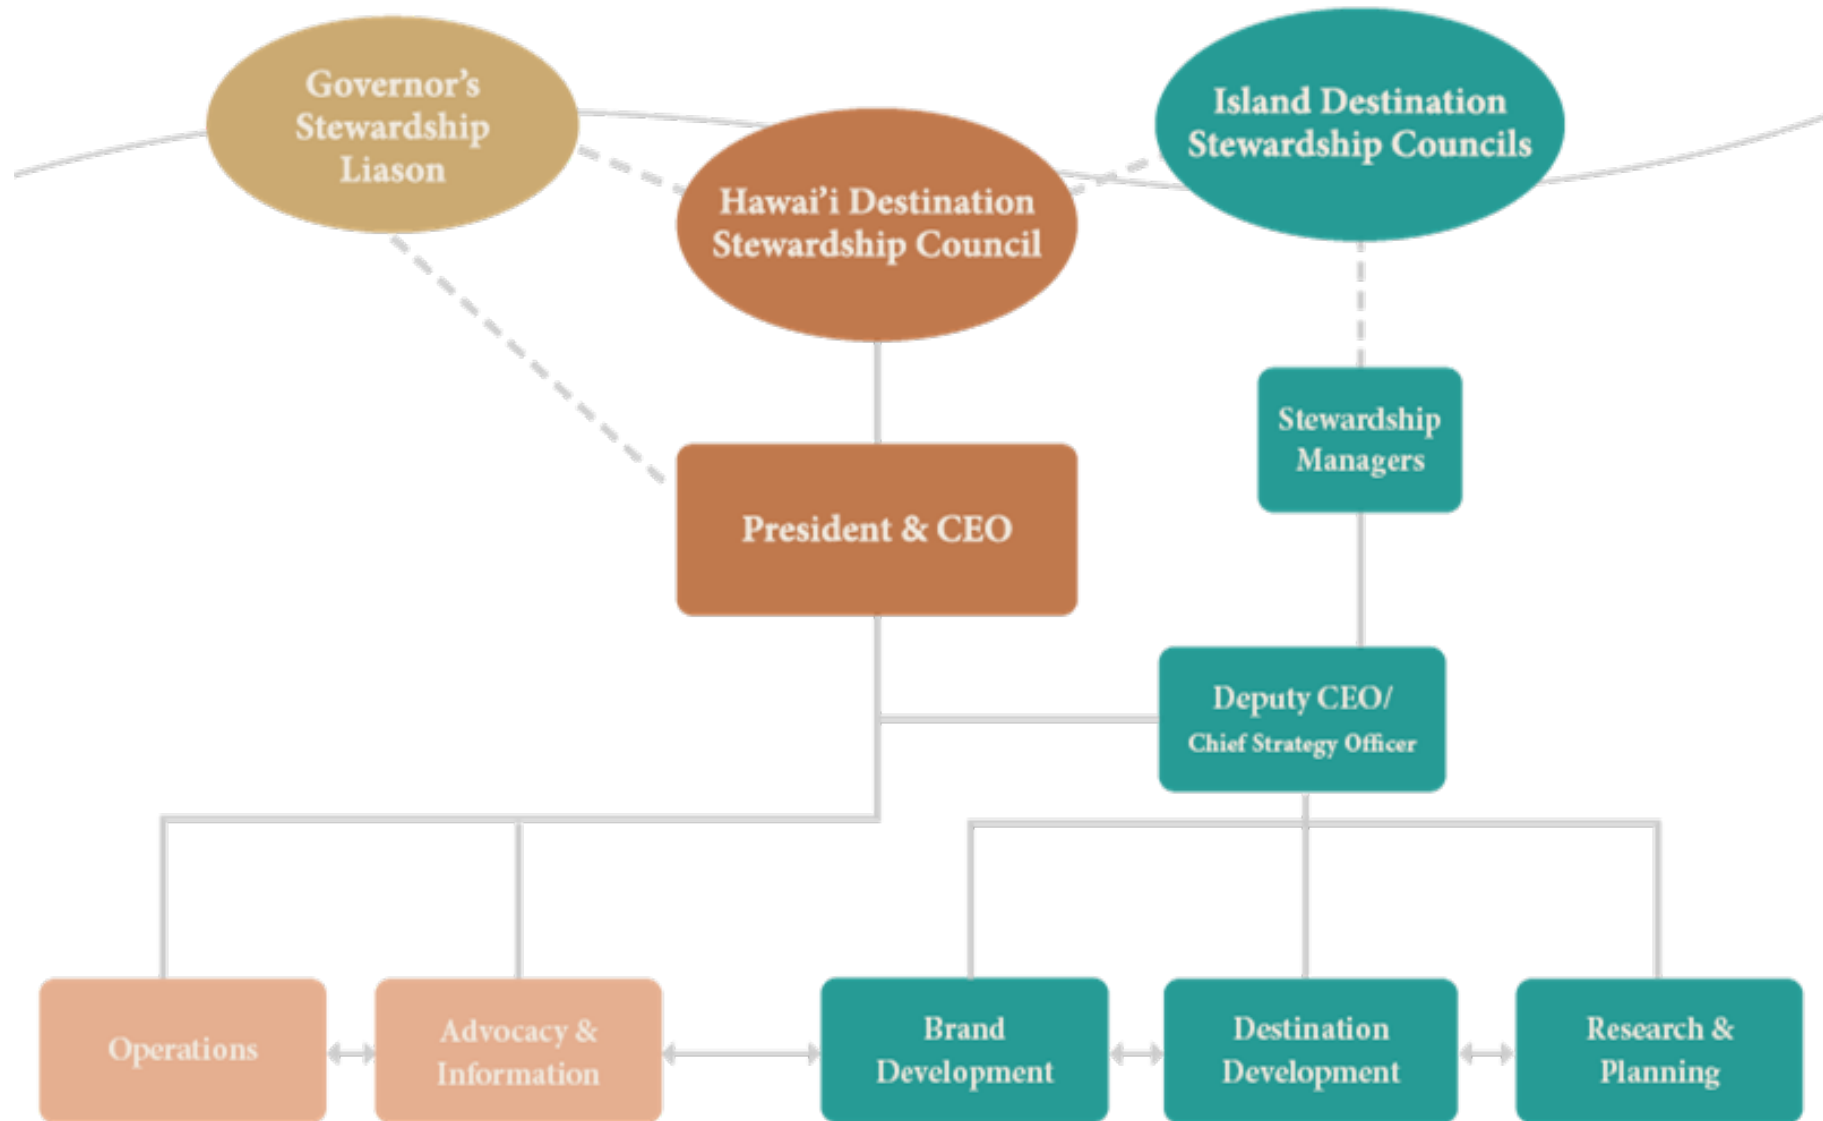 Governor's
Stewardship
Liason
Hawai'i Destination
Stewardship Council
Island Destination
Stewardship Councils
Stewardship
Managers
President & CEO
Deputy CEO/
Chief Strategy Officer
Operations
Advocacy &
Information
Brand
Development
Destination
Development
Research &
Planning